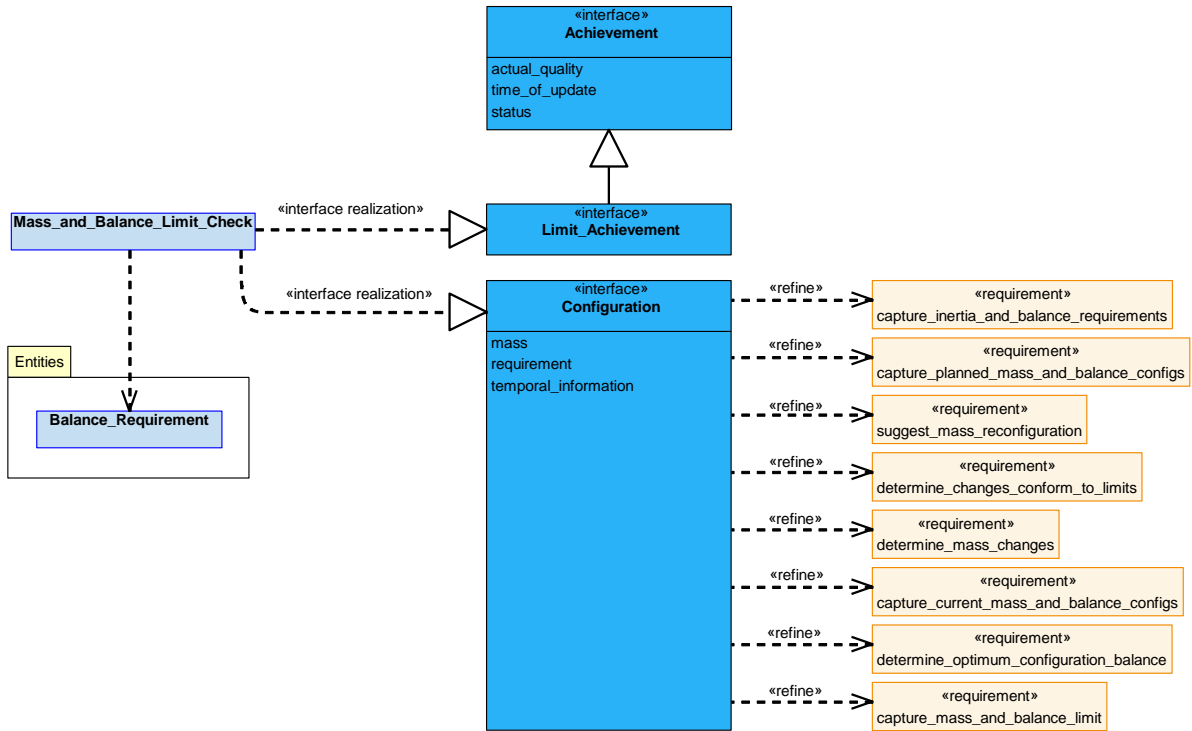 «interface»
Achievement
actual_quality
time_of_update
status
«interface realization»
Mass_and_Balance_Limit_Check
«interface»
Limit_Achievement
«interface realization»
«interface»
Configuration
mass
requirement
temporal_information
Entities
Balance_Requirement
«refine»
«requirement»
capture_inertia_and_balance_requirements
«refine»
«requirement»
capture_planned_mass_and_balance_configs
«refine»
«requirement»
suggest_mass_reconfiguration
«refine»
«requirement»
determine_changes_conform_to_limits
«refine»
«requirement»
determine_mass_changes
«refine»
«requirement»
capture_current_mass_and_balance_configs
«refine»
«requirement»
determine_optimum_configuration_balance
«refine»
«requirement»
capture_mass_and_balance_limit